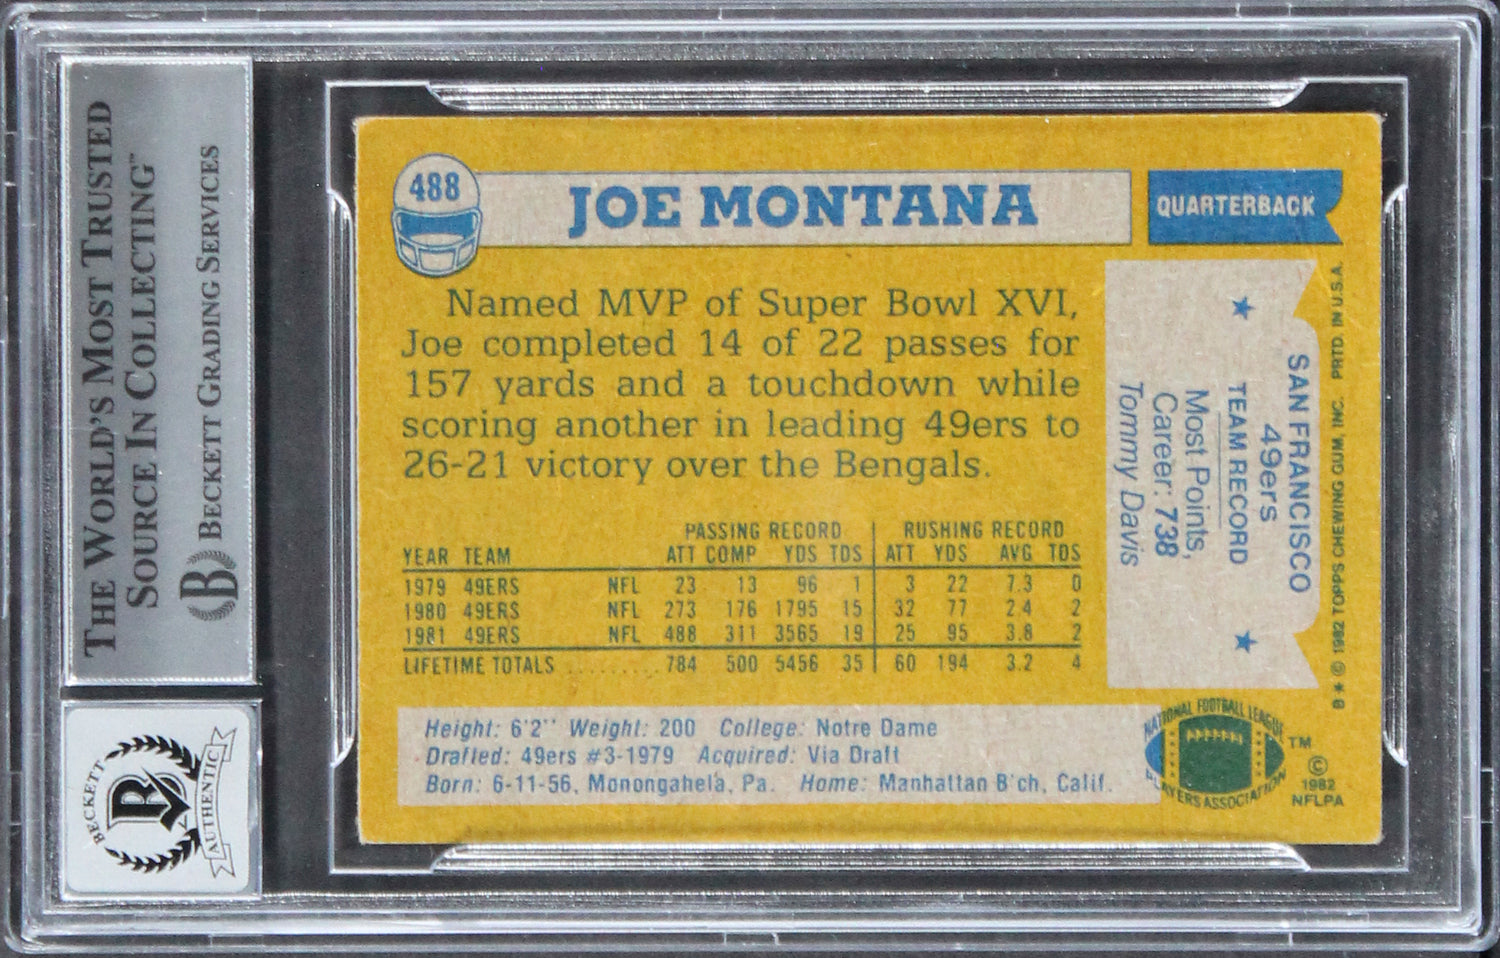 THE WORLD'S MOST TRUSTED
SOURCE IN COLLECTING™
BECKETT GRADING SERVICES
BECKETT
AUTHENTIC
488
JOE MONTANA
QUARTERBACK
Named MVP of Super Bowl XVI,
Joe completed 14 of 22 passes for
157 yards and a touchdown while
scoring another in leading 49ers to
26-21 victory over the Bengals.
SAN FRANCISCO
49ers
TEAM RECORD
Most Points,
Career: 738
Tommy Davis
B★ © 1982 TOPPS CHEWING GUM, INC. PRTD. IN U.S.A.
PASSING RECORD RUSHING RECORD
YEAR TEAM ATT COMP YDS TDS ATT YDS AVG TDS
1979 49ERS NFL 23 13 96 1 3 22 7.3 0
1980 49ERS NFL 273 176 1795 15 32 77 2.4 2
1981 49ERS NFL 488 311 3565 19 25 95 3.8 2
LIFETIME TOTALS ......... 784 500 5456 35 60 194 3.2 4
Height: 6'2'' Weight: 200 College: Notre Dame
Drafted: 49ers #3-1979 Acquired: Via Draft
Born: 6-11-56, Monongahela, Pa. Home: Manhattan B'ch, Calif.
NATIONAL FOOTBALL LEAGUE
PLAYERS ASSOCIATION
TM
©
1982
NFLPA